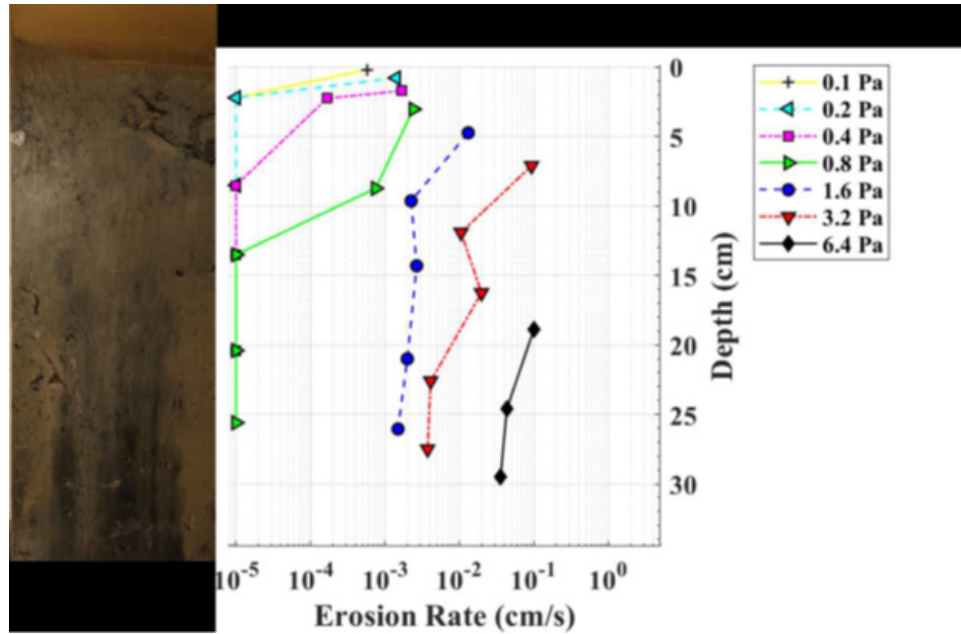 0
5
10
15
20
25
30
Depth (cm)
10^-5 10^-4 10^-3 10^-2 10^-1 10^0
Erosion Rate (cm/s)
0.1 Pa
0.2 Pa
0.4 Pa
0.8 Pa
1.6 Pa
3.2 Pa
6.4 Pa